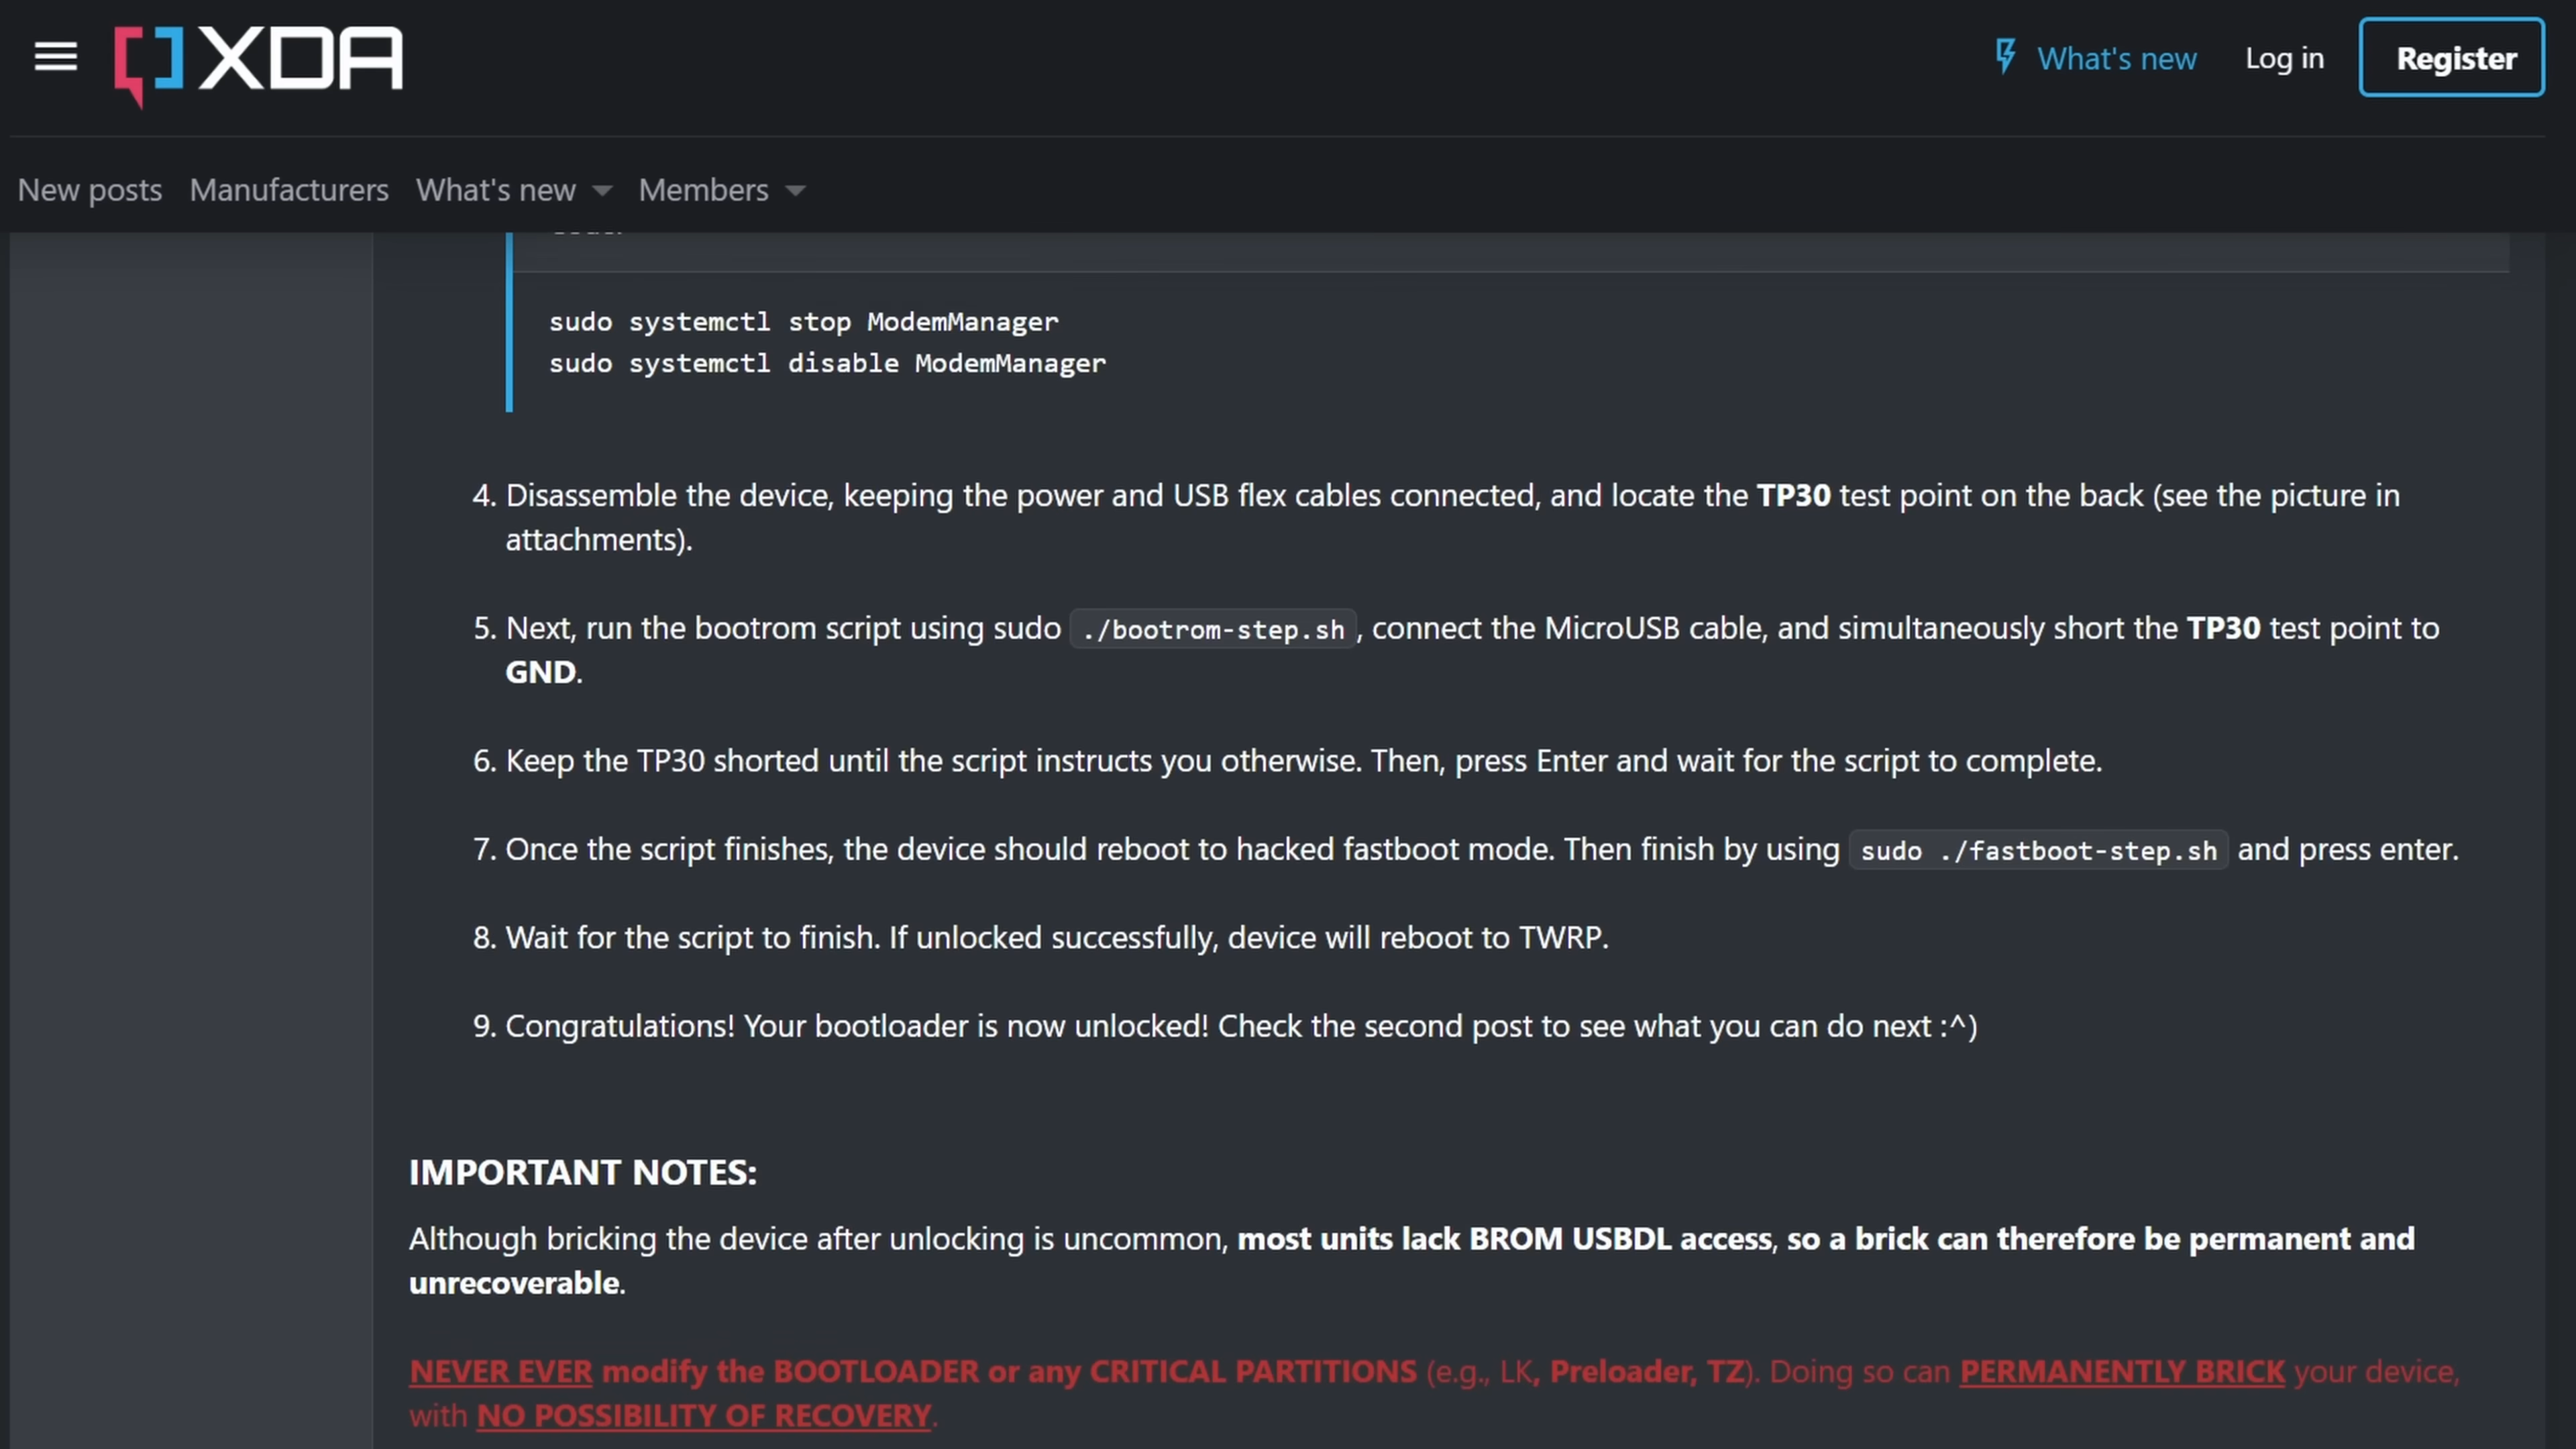 XDA
What's new
Log in
Register
New posts
Manufacturers
What's new
Members
sudo systemctl stop ModemManager
sudo systemctl disable ModemManager
4. Disassemble the device, keeping the power and USB flex cables connected, and locate the TP30 test point on the back (see the picture in
attachments).
5. Next, run the bootrom script using sudo ./bootrom-step.sh, connect the MicroUSB cable, and simultaneously short the TP30 test point to
GND.
6. Keep the TP30 shorted until the script instructs you otherwise. Then, press Enter and wait for the script to complete.
7. Once the script finishes, the device should reboot to hacked fastboot mode. Then finish by using sudo ./fastboot-step.sh and press enter.
8. Wait for the script to finish. If unlocked successfully, device will reboot to TWRP.
9. Congratulations! Your bootloader is now unlocked! Check the second post to see what you can do next :^)
IMPORTANT NOTES:
Although bricking the device after unlocking is uncommon, most units lack BROM USBDL access, so a brick can therefore be permanent and
unrecoverable.
NEVER EVER modify the BOOTLOADER or any CRITICAL PARTITIONS (e.g., LK, Preloader, TZ). Doing so can PERMANENTLY BRICK your device,
with NO POSSIBILITY OF RECOVERY.